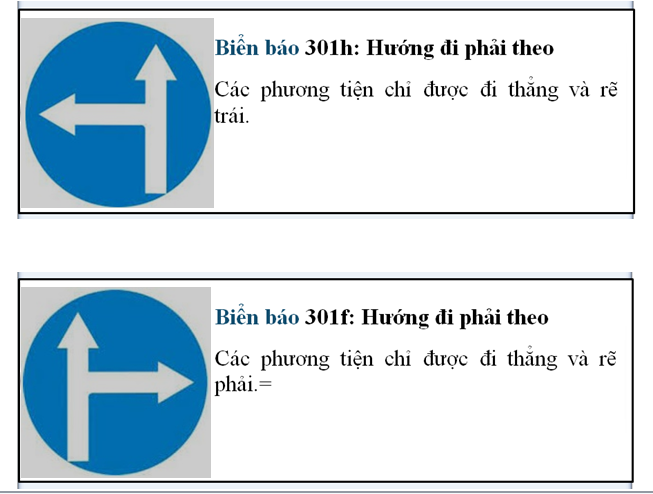 Biển báo 301h: Hướng đi phải theo
Các phương tiện chỉ được đi thẳng và rẽ
trái.
Biển báo 301f: Hướng đi phải theo
Các phương tiện chỉ được đi thẳng và rẽ
phải.=